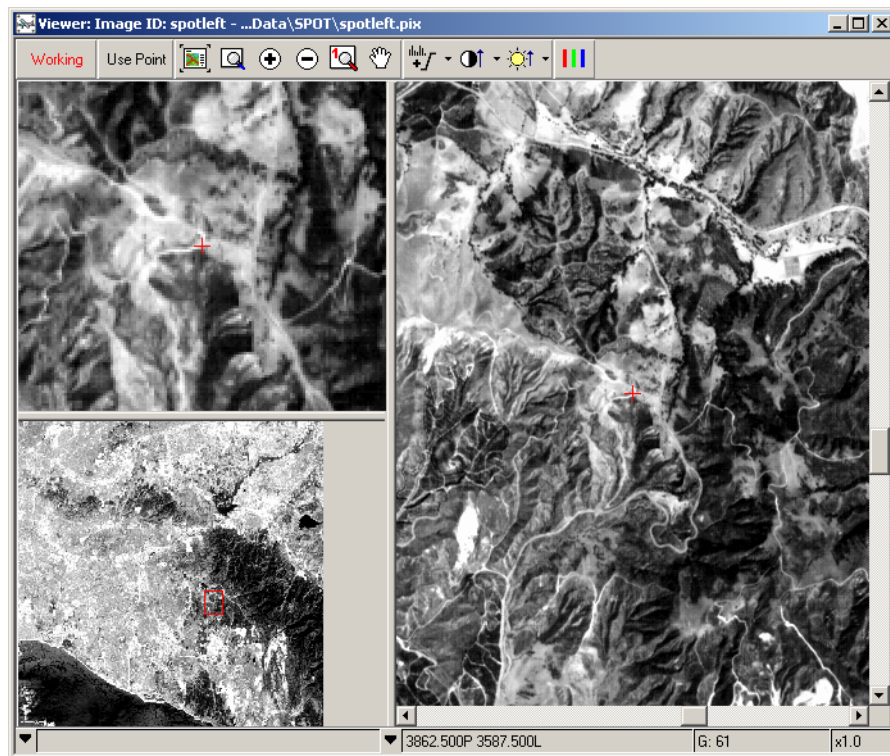 Viewer: Image ID: spotleft - ...Data\SPOT\spotleft.pix
Working Use Point
3862.500P 3587.500L G: 61 x1.0